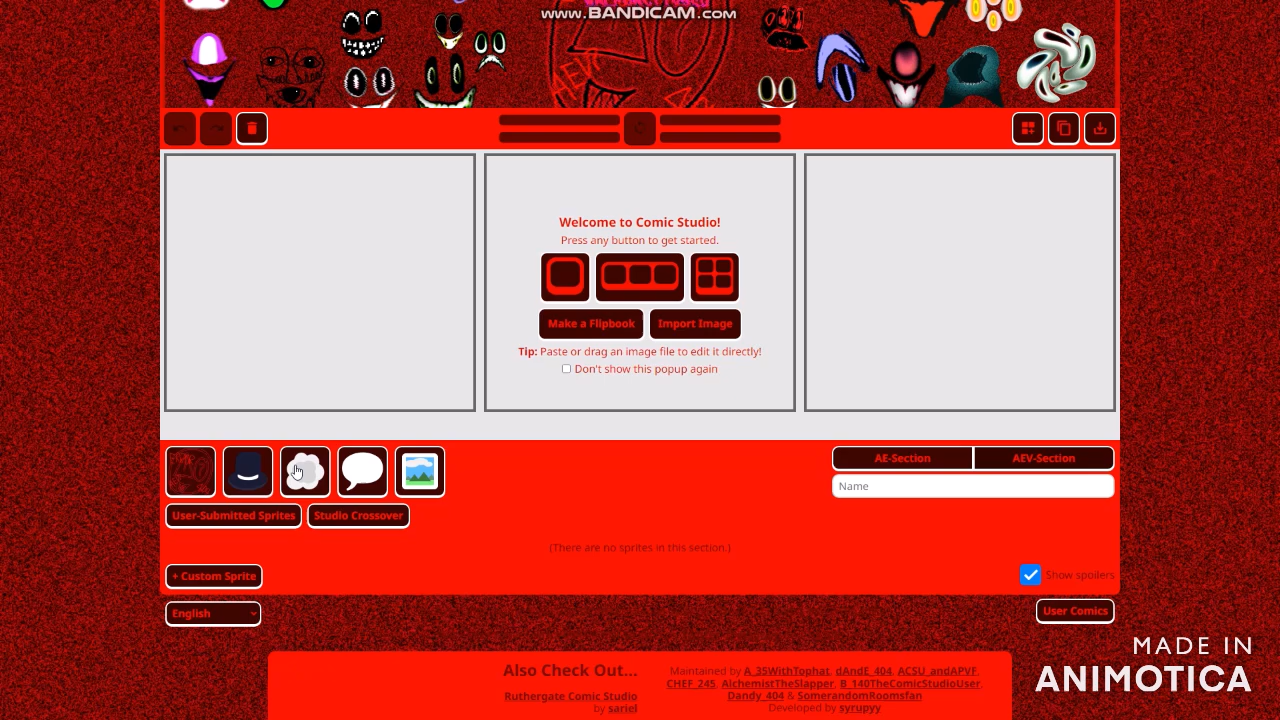 www.BANDICAM.com
Welcome to Comic Studio!
Press any button to get started.
Make a Flipbook
Import Image
Tip: Paste or drag an image file to edit it directly!
Don't show this popup again
AE-Section
AEV-Section
Name
User-Submitted Sprites
Studio Crossover
(There are no sprites in this section.)
+ Custom Sprite
Show spoilers
English
User Comics
MADE IN
ANIMOTICA
Also Check Out...
Ruthergate Comic Studio
by sariel
Maintained by A_35WithTophat, dAndE_404, ACSU_andAPVF,
CHEF_245, AlchemistTheSlapper, B_140TheComicStudioUser,
Dandy_404 & SomerandomRoomsfan
Developed by syrupyy